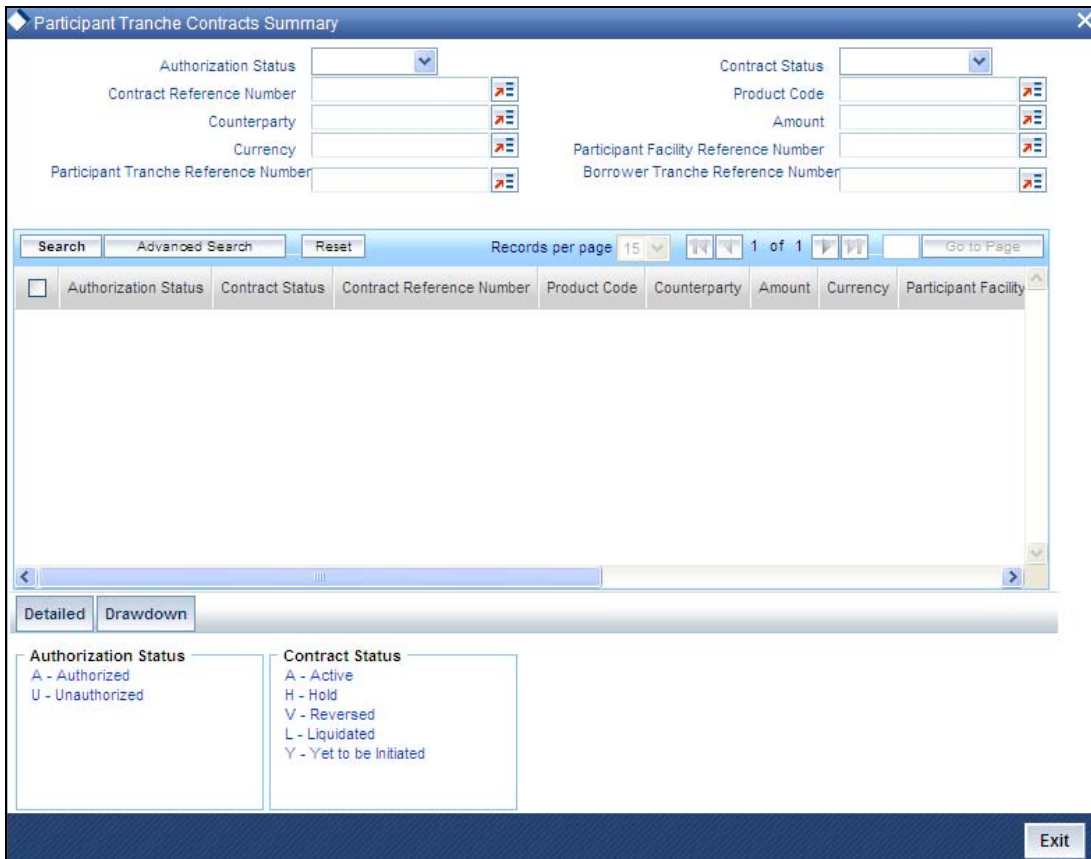 Participant Tranche Contracts Summary
Authorization Status
Contract Status
Contract Reference Number
Product Code
Counterparty
Amount
Currency
Participant Facility Reference Number
Participant Tranche Reference Number
Borrower Tranche Reference Number
Search Advanced Search Reset Records per page 15 1 of 1 Go to Page
Authorization Status Contract Status Contract Reference Number Product Code Counterparty Amount Currency Participant Facility
Detailed Drawdown
Authorization Status
A - Authorized
U - Unauthorized
Contract Status
A - Active
H - Hold
V - Reversed
L - Liquidated
Y - Yet to be Initiated
Exit